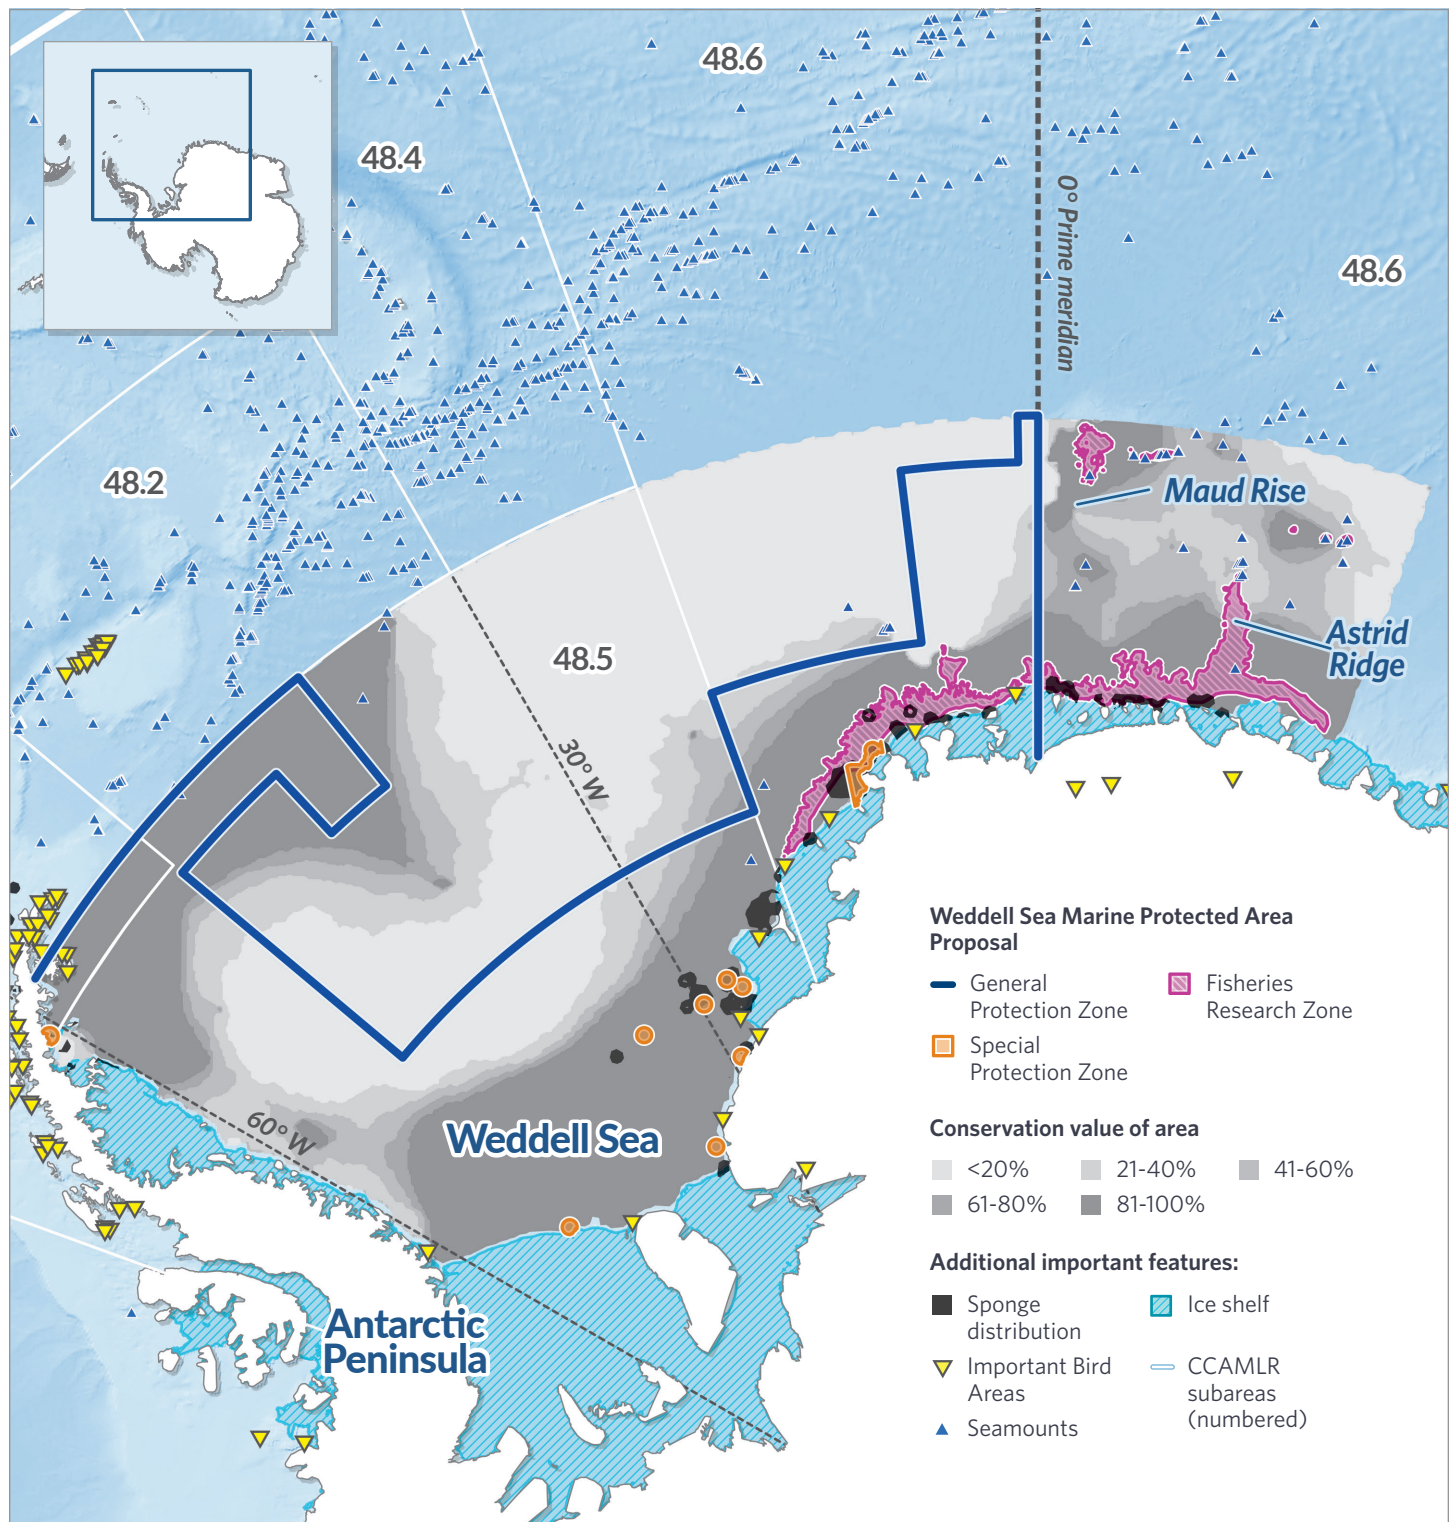 48.6
48.4
0° Prime meridian
48.6
48.2
Maud Rise
Astrid
Ridge
48.5
30° W
60° W
Weddell Sea
Antarctic
Peninsula
Weddell Sea Marine Protected Area
Proposal
General
Protection Zone
Fisheries
Research Zone
Special
Protection Zone
Conservation value of area
<20%
21-40%
41-60%
61-80%
81-100%
Additional important features:
Sponge
distribution
Ice shelf
Important Bird
Areas
CCAMLR
subareas
(numbered)
Seamounts